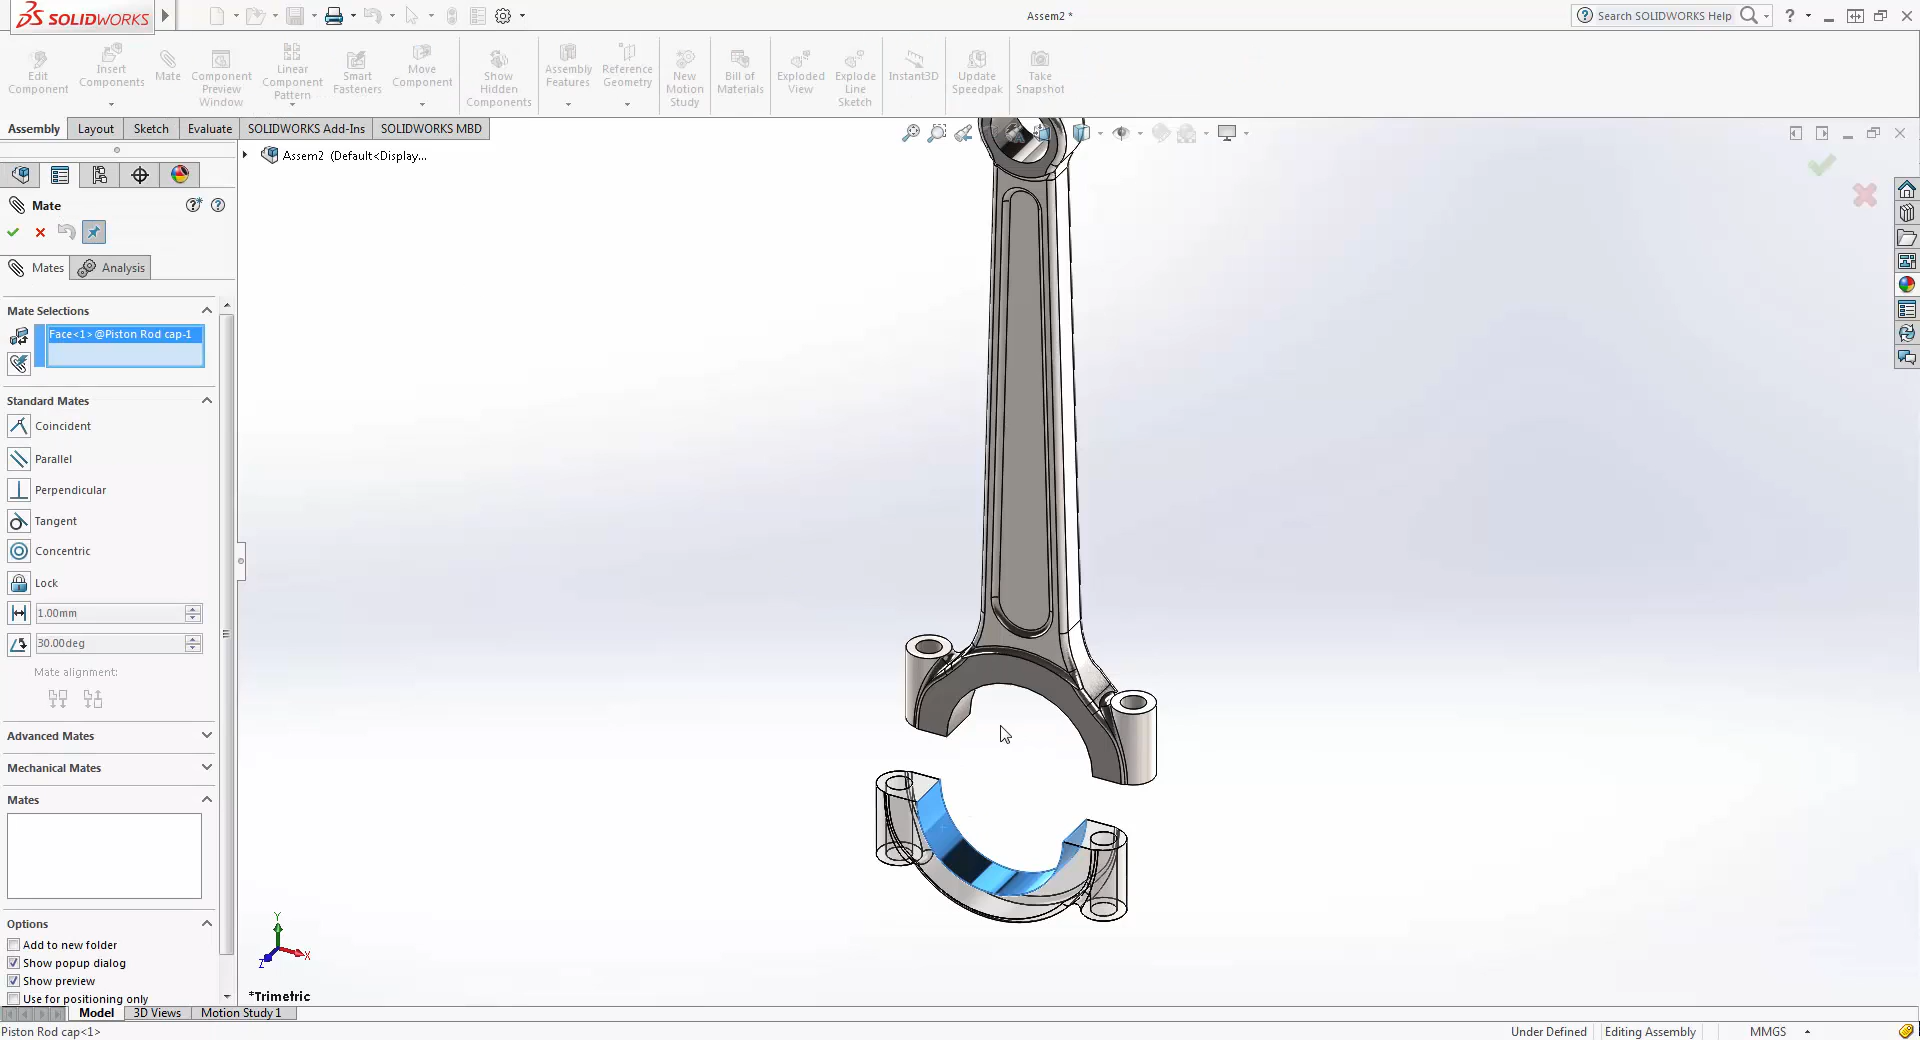 SOLIDWORKS
Assem2 *
Search SOLIDWORKS Help
?
Edit Component
Insert Components
Mate
Component Preview Window
Linear Component Pattern
Smart Fasteners
Move Component
Show Hidden Components
Assembly Features
Reference Geometry
New Motion Study
Bill of Materials
Exploded View
Explode Line Sketch
Instant3D
Update Speedpak
Take Snapshot
Assembly
Layout
Sketch
Evaluate
SOLIDWORKS Add-Ins
SOLIDWORKS MBD
Assem2 (Default<Display...
Mate
Mates
Analysis
Mate Selections
Face<1>@Piston Rod cap-1
Standard Mates
Coincident
Parallel
Perpendicular
Tangent
Concentric
Lock
1.00mm
30.00deg
Mate alignment:
Advanced Mates
Mechanical Mates
Mates
Options
Add to new folder
Show popup dialog
Show preview
Use for positioning only
Y
X
Z
*Trimetric
Model
3D Views
Motion Study 1
Piston Rod cap<1>
Under Defined
Editing Assembly
MMGS